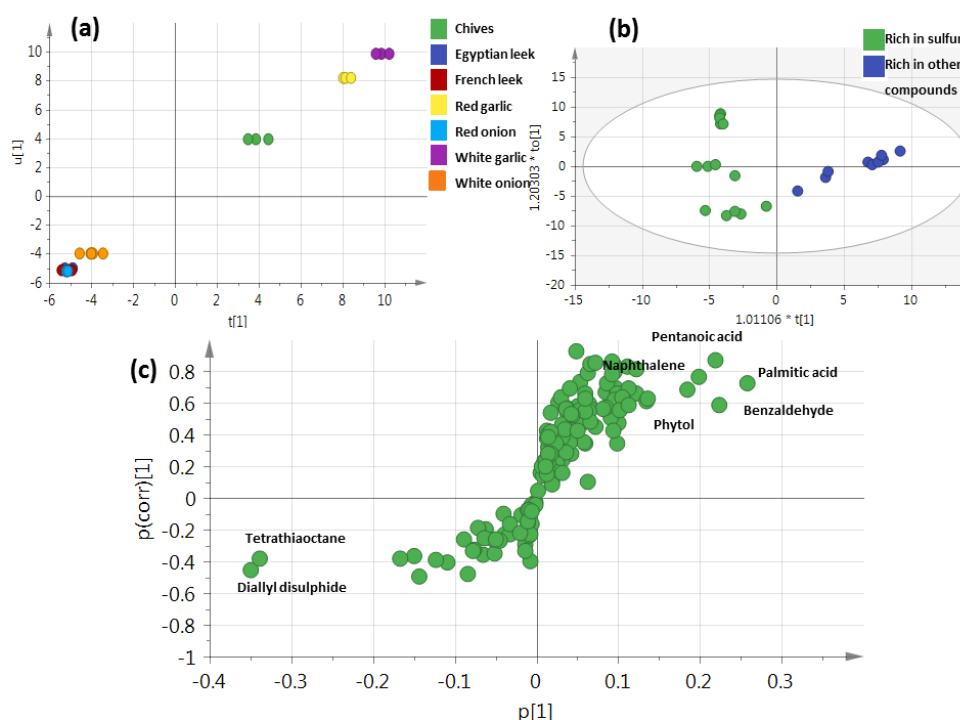 (a)
10
8
6
4
2
0
-2
-4
-6
u[1]
-6 -4 -2 0 2 4 6 8 10
t[1]
Chives
Egyptian leek
French leek
Red garlic
Red onion
White garlic
White onion
(b)
Rich in sulfur
Rich in other
compounds
15
10
5
0
-5
-10
-15
-20
1.20303 * to[1]
-15 -10 -5 0 5 10
1.01106 * t[1]
(c)
Pentanoic acid
Naphthalene
Palmitic acid
Benzaldehyde
Phytol
Tetrathiaoctane
Diallyl disulphide
0.8
0.6
0.4
0.2
0
-0.2
-0.4
-0.6
-0.8
-1
p(corr)[1]
-0.4 -0.3 -0.2 -0.1 0 0.1 0.2 0.3
p[1]